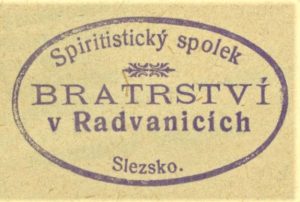 Spiritistický spolek
BRATRSTVÍ
v Radvanicích
Slezsko.